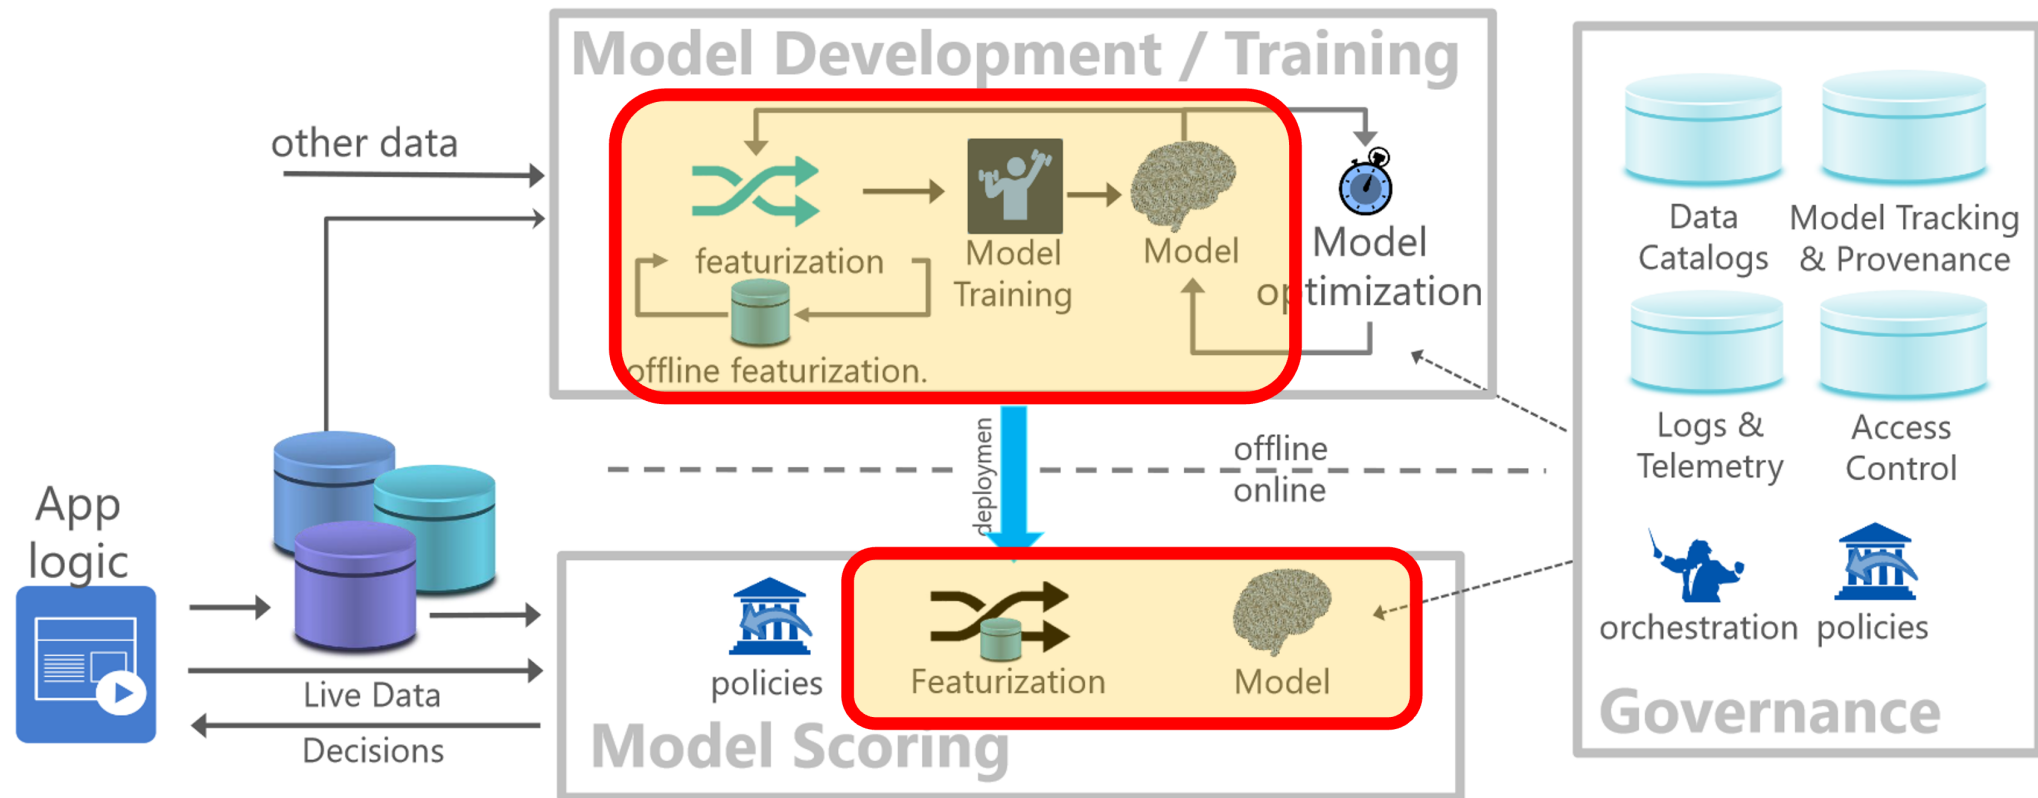 Model Development / Training
other data
featurization
Model
Training
Model
Model
optimization
offline featurization.
deploymen
offline
online
App
logic
Live Data
Decisions
policies
Featurization
Model
Model Scoring
Data
Catalogs
Model Tracking
& Provenance
Logs &
Telemetry
Access
Control
orchestration
policies
Governance